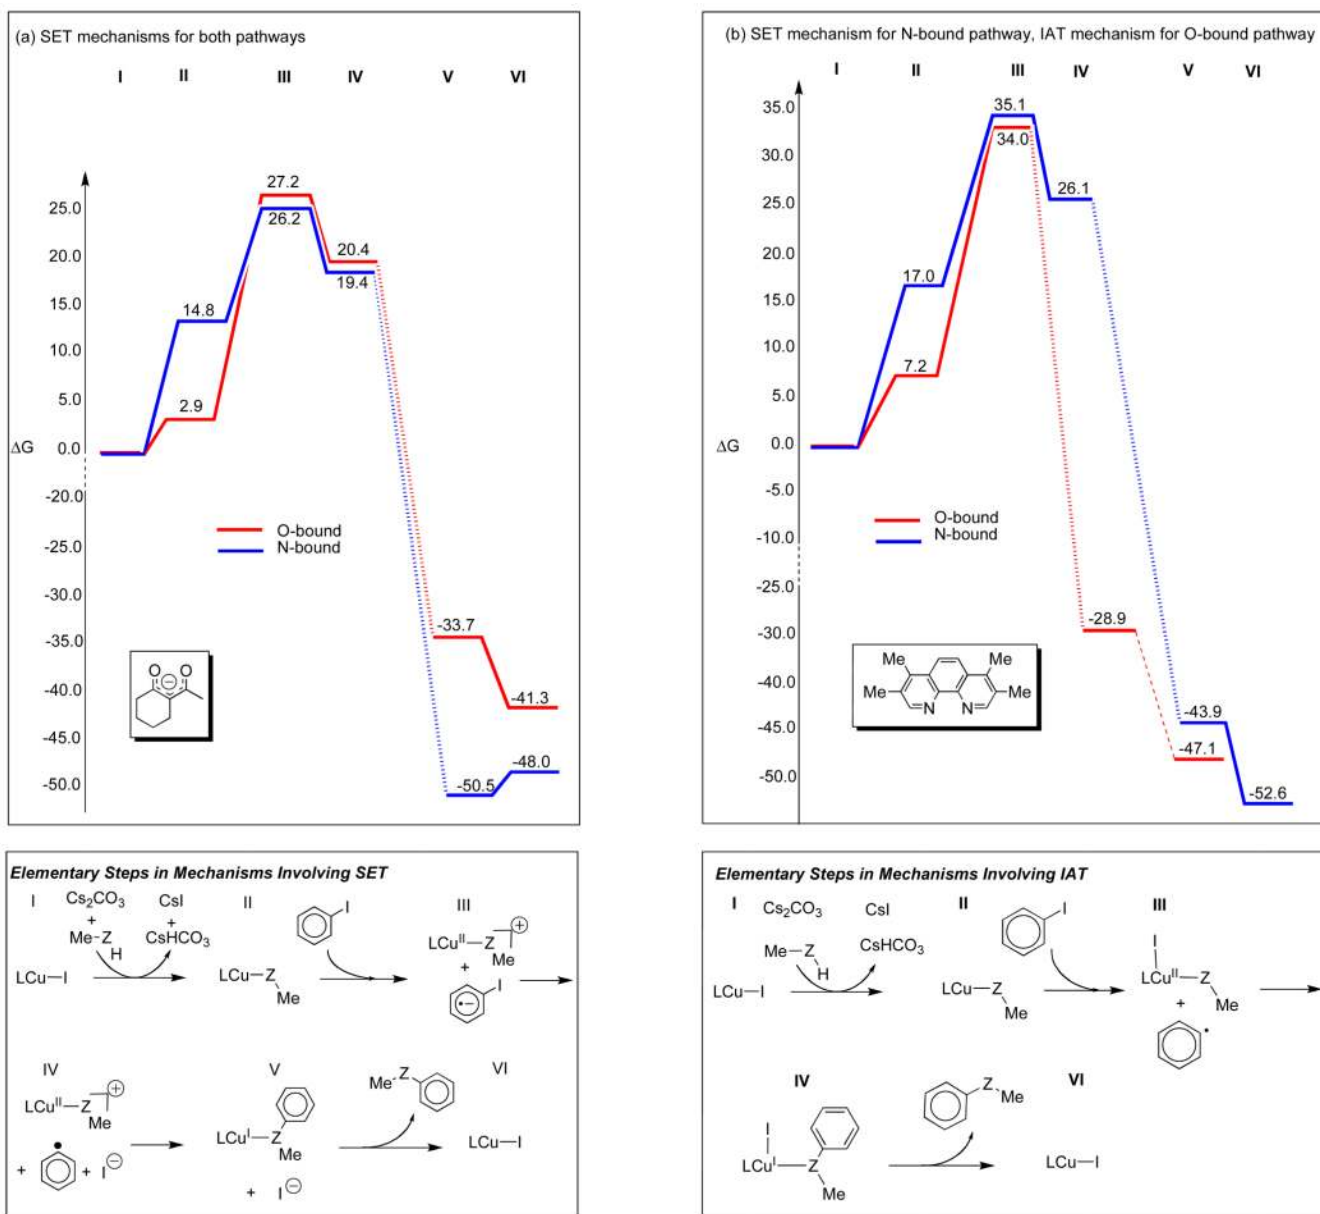 (a) SET mechanisms for both pathways
I II III IV V VI
27.2
26.2
20.4
19.4
14.8
2.9
25.0
20.0
15.0
10.0
5.0
0.0
ΔG
-20.0
-25.0
-30.0
-35.0
-40.0
-45.0
-50.0
O-bound
N-bound
-33.7
-41.3
-50.5
-48.0
O O
−
(b) SET mechanism for N-bound pathway, IAT mechanism for O-bound pathway
I II III IV V VI
35.1
34.0
26.1
17.0
7.2
35.0
30.0
25.0
20.0
15.0
10.0
5.0
0.0
ΔG
-5.0
-10.0
-25.0
-30.0
-35.0
-40.0
-45.0
-50.0
O-bound
N-bound
-28.9
-43.9
-47.1
-52.6
Me Me
Me Me
N N
Elementary Steps in Mechanisms Involving SET
I Cs2CO3 CsI II I III
+ +
Me-Z CsHCO3
H
LCu-I LCu-Z
Me
LCuII-Z +
Me
+
I
•−
IV V VI
LCuII-Z +
Me
+ • + I −
LCuI-Z
Me
+ I −
Me-Z
LCu-I
Elementary Steps in Mechanisms Involving IAT
I Cs2CO3 CsI II I III
+ +
Me-Z CsHCO3
H
LCu-I LCu-Z
Me
I
LCuII-Z
Me
+
•
IV VI
I
LCuI-Z
Me
Z
Me
LCu-I